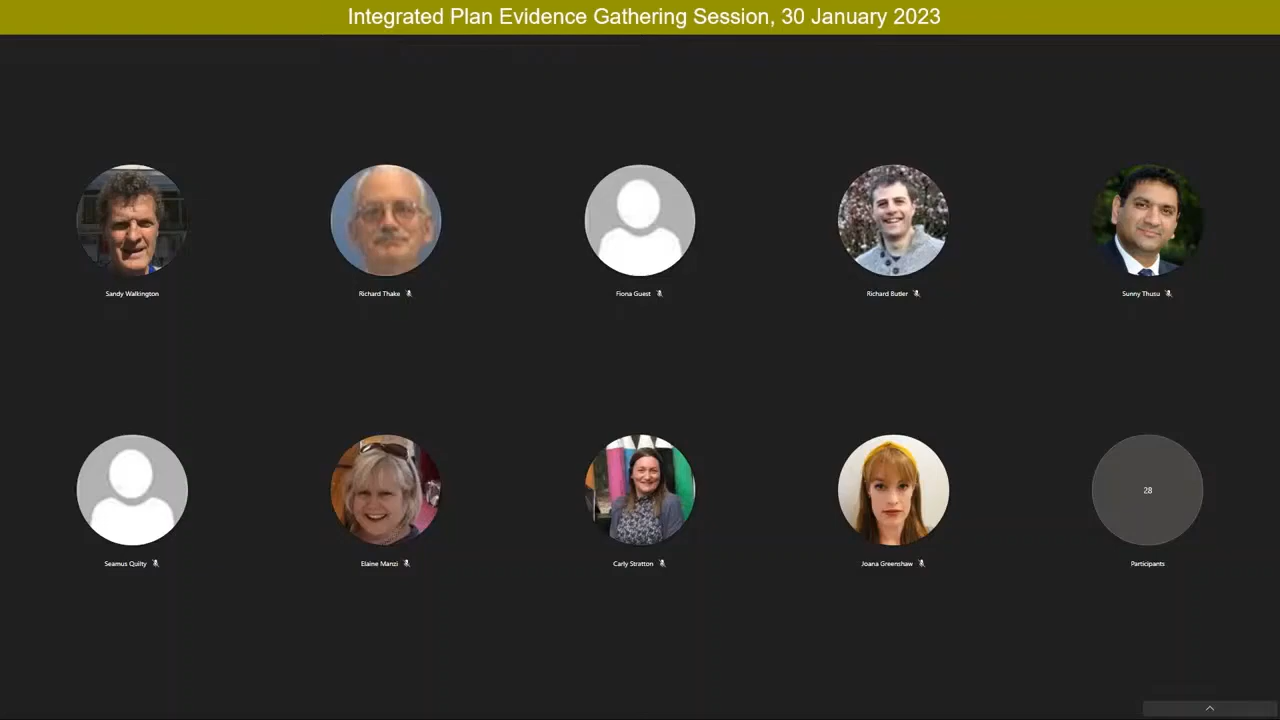 Integrated Plan Evidence Gathering Session, 30 January 2023
Sandy Walkington
Richard Thake
Fiona Guest
Richard Butler
Sunny Thusu
Seamus Quilty
Elaine Manzi
Carly Stratton
Joana Greenshaw
28
Participants